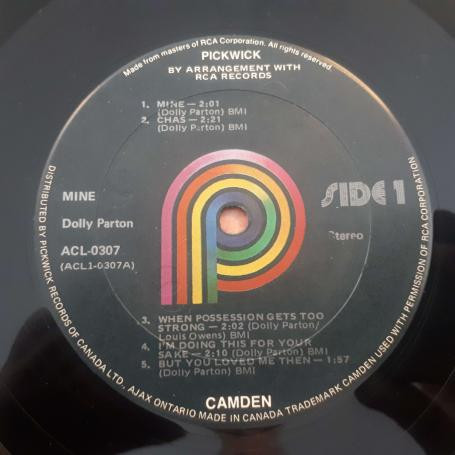 Made from masters of RCA Corporation. All rights reserved.
PICKWICK
BY ARRANGEMENT WITH
RCA RECORDS
1. MINE — 2:01
(Dolly Parton) BMI
2. CHAS — 2:21
(Dolly Parton) BMI
MINE
SIDE 1
Dolly Parton
Stereo
ACL-0307
(ACL1-0307A)
3. WHEN POSSESSION GETS TOO
STRONG — 2:02 (Dolly Parton/
Louis Owens) BMI
4. I'M DOING THIS FOR YOUR
SAKE — 2:10 (Dolly Parton) BMI
5. BUT YOU LOVED ME THEN — 1:57
(Dolly Parton) BMI
CAMDEN
DISTRIBUTED BY PICKWICK RECORDS OF CANADA LTD., AJAX ONTARIO MADE IN CANADA TRADEMARK CAMDEN USED WITH PERMISSION OF RCA CORPORATION